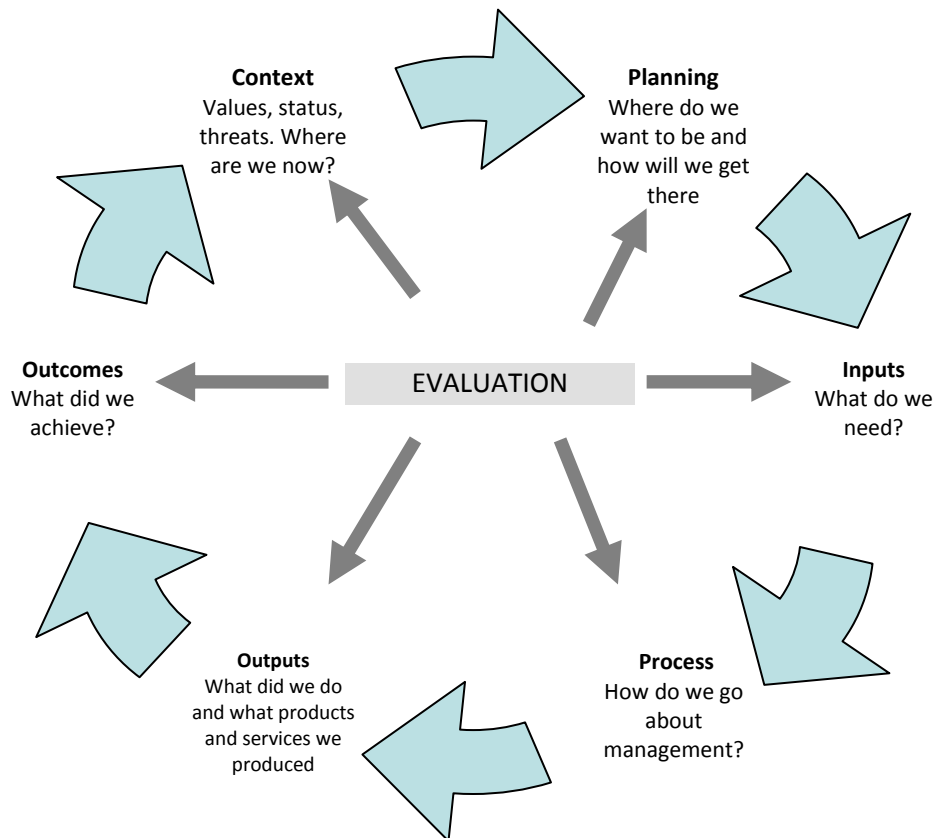 Context
Values, status,
threats. Where
are we now?
Planning
Where do we
want to be and
how will we get
there
Outcomes
What did we
achieve?
EVALUATION
Inputs
What do we
need?
Outputs
What did we do
and what products
and services we
produced
Process
How do we go
about
management?